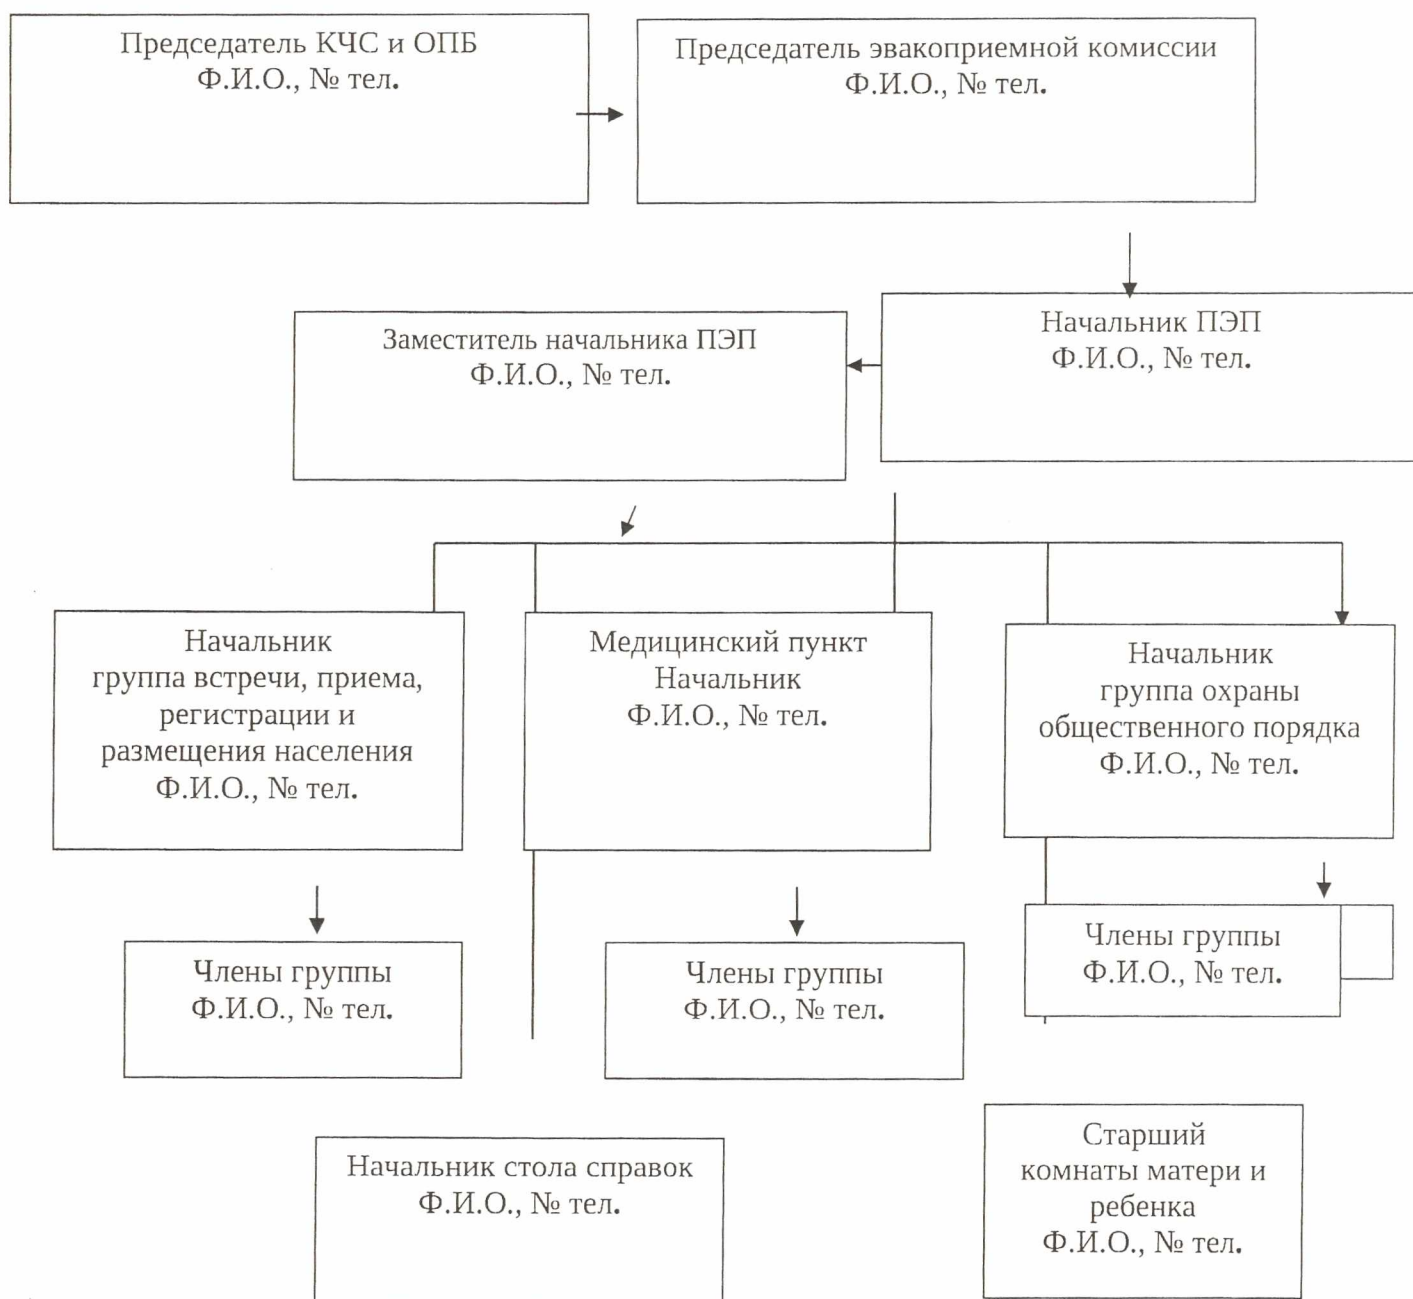 Председатель КЧС и ОПБ
Ф.И.О., № тел.
Председатель эвакоприемной комиссии
Ф.И.О., № тел.
Начальник ПЭП
Ф.И.О., № тел.
Заместитель начальника ПЭП
Ф.И.О., № тел.
Начальник
группа встречи, приема,
регистрации и
размещения населения
Ф.И.О., № тел.
Медицинский пункт
Начальник
Ф.И.О., № тел.
Начальник
группа охраны
общественного порядка
Ф.И.О., № тел.
Члены группы
Ф.И.О., № тел.
Члены группы
Ф.И.О., № тел.
Члены группы
Ф.И.О., № тел.
Начальник стола справок
Ф.И.О., № тел.
Старший
комнаты матери и
ребенка
Ф.И.О., № тел.